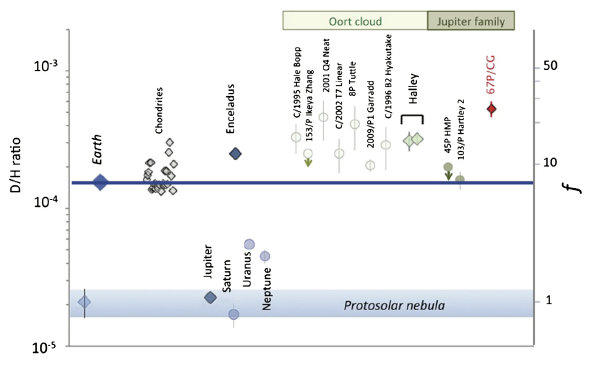 Oort cloud
Jupiter family
10-3
10-4
10-5
D/H ratio
50
10
1
f
Earth
Chondrites
Enceladus
C/1995 Hale Bopp
153/P Ikeya Zhang
2001 Q4 Neat
C/2002 T7 Linear
8P Tuttle
2009/P1 Garradd
C/1996 B2 Hyakutake
Halley
45P HMP
103/P Hartley 2
67P/CG
Jupiter
Saturn
Uranus
Neptune
Protosolar nebula